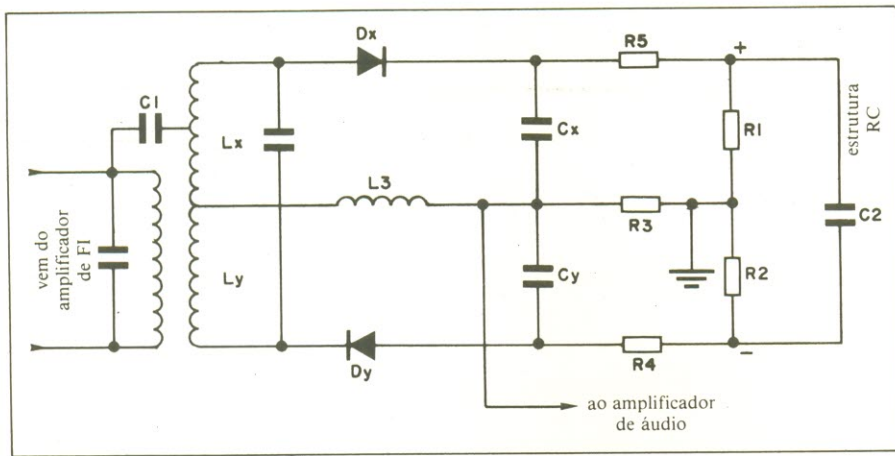 Dx
R5
+
C1
Lx
Cx
R1
estrutura
RC
L3
R3
C2
vem do
amplificador
de FI
Ly
Cy
R2
Dy
R4
−
ao amplificador
de áudio